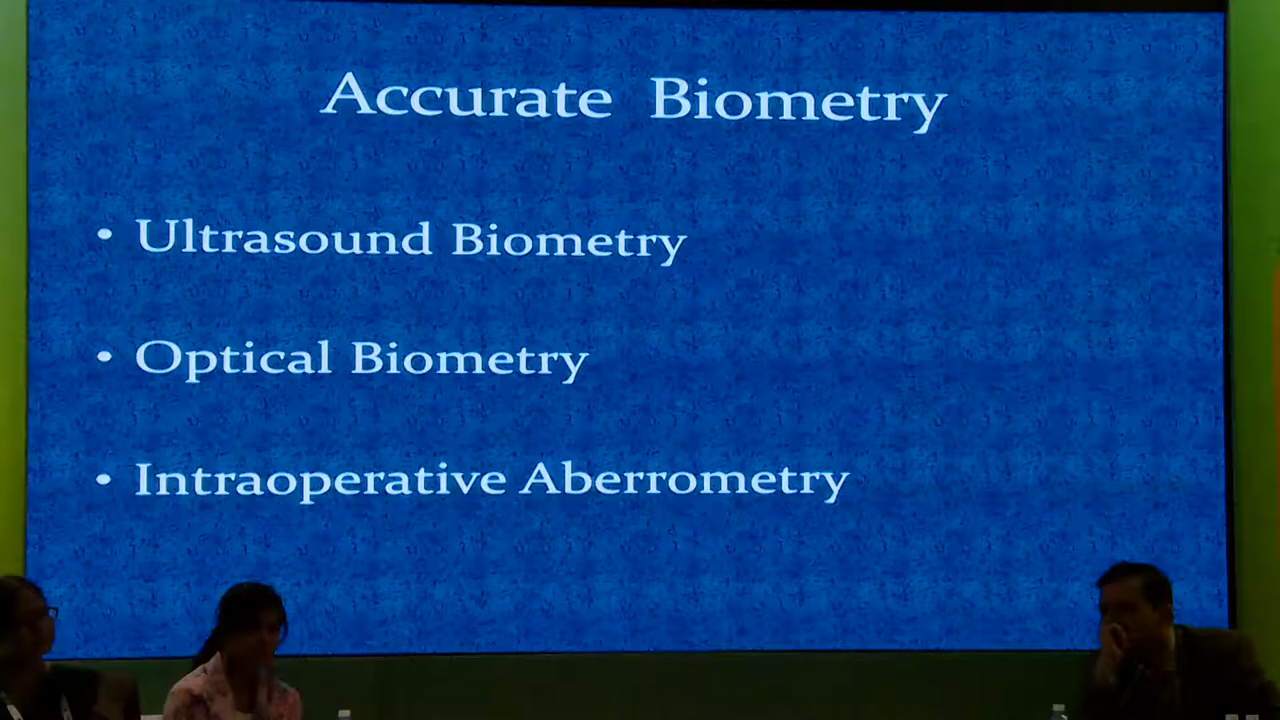 Accurate Biometry
• Ultrasound Biometry
• Optical Biometry
• Intraoperative Aberrometry